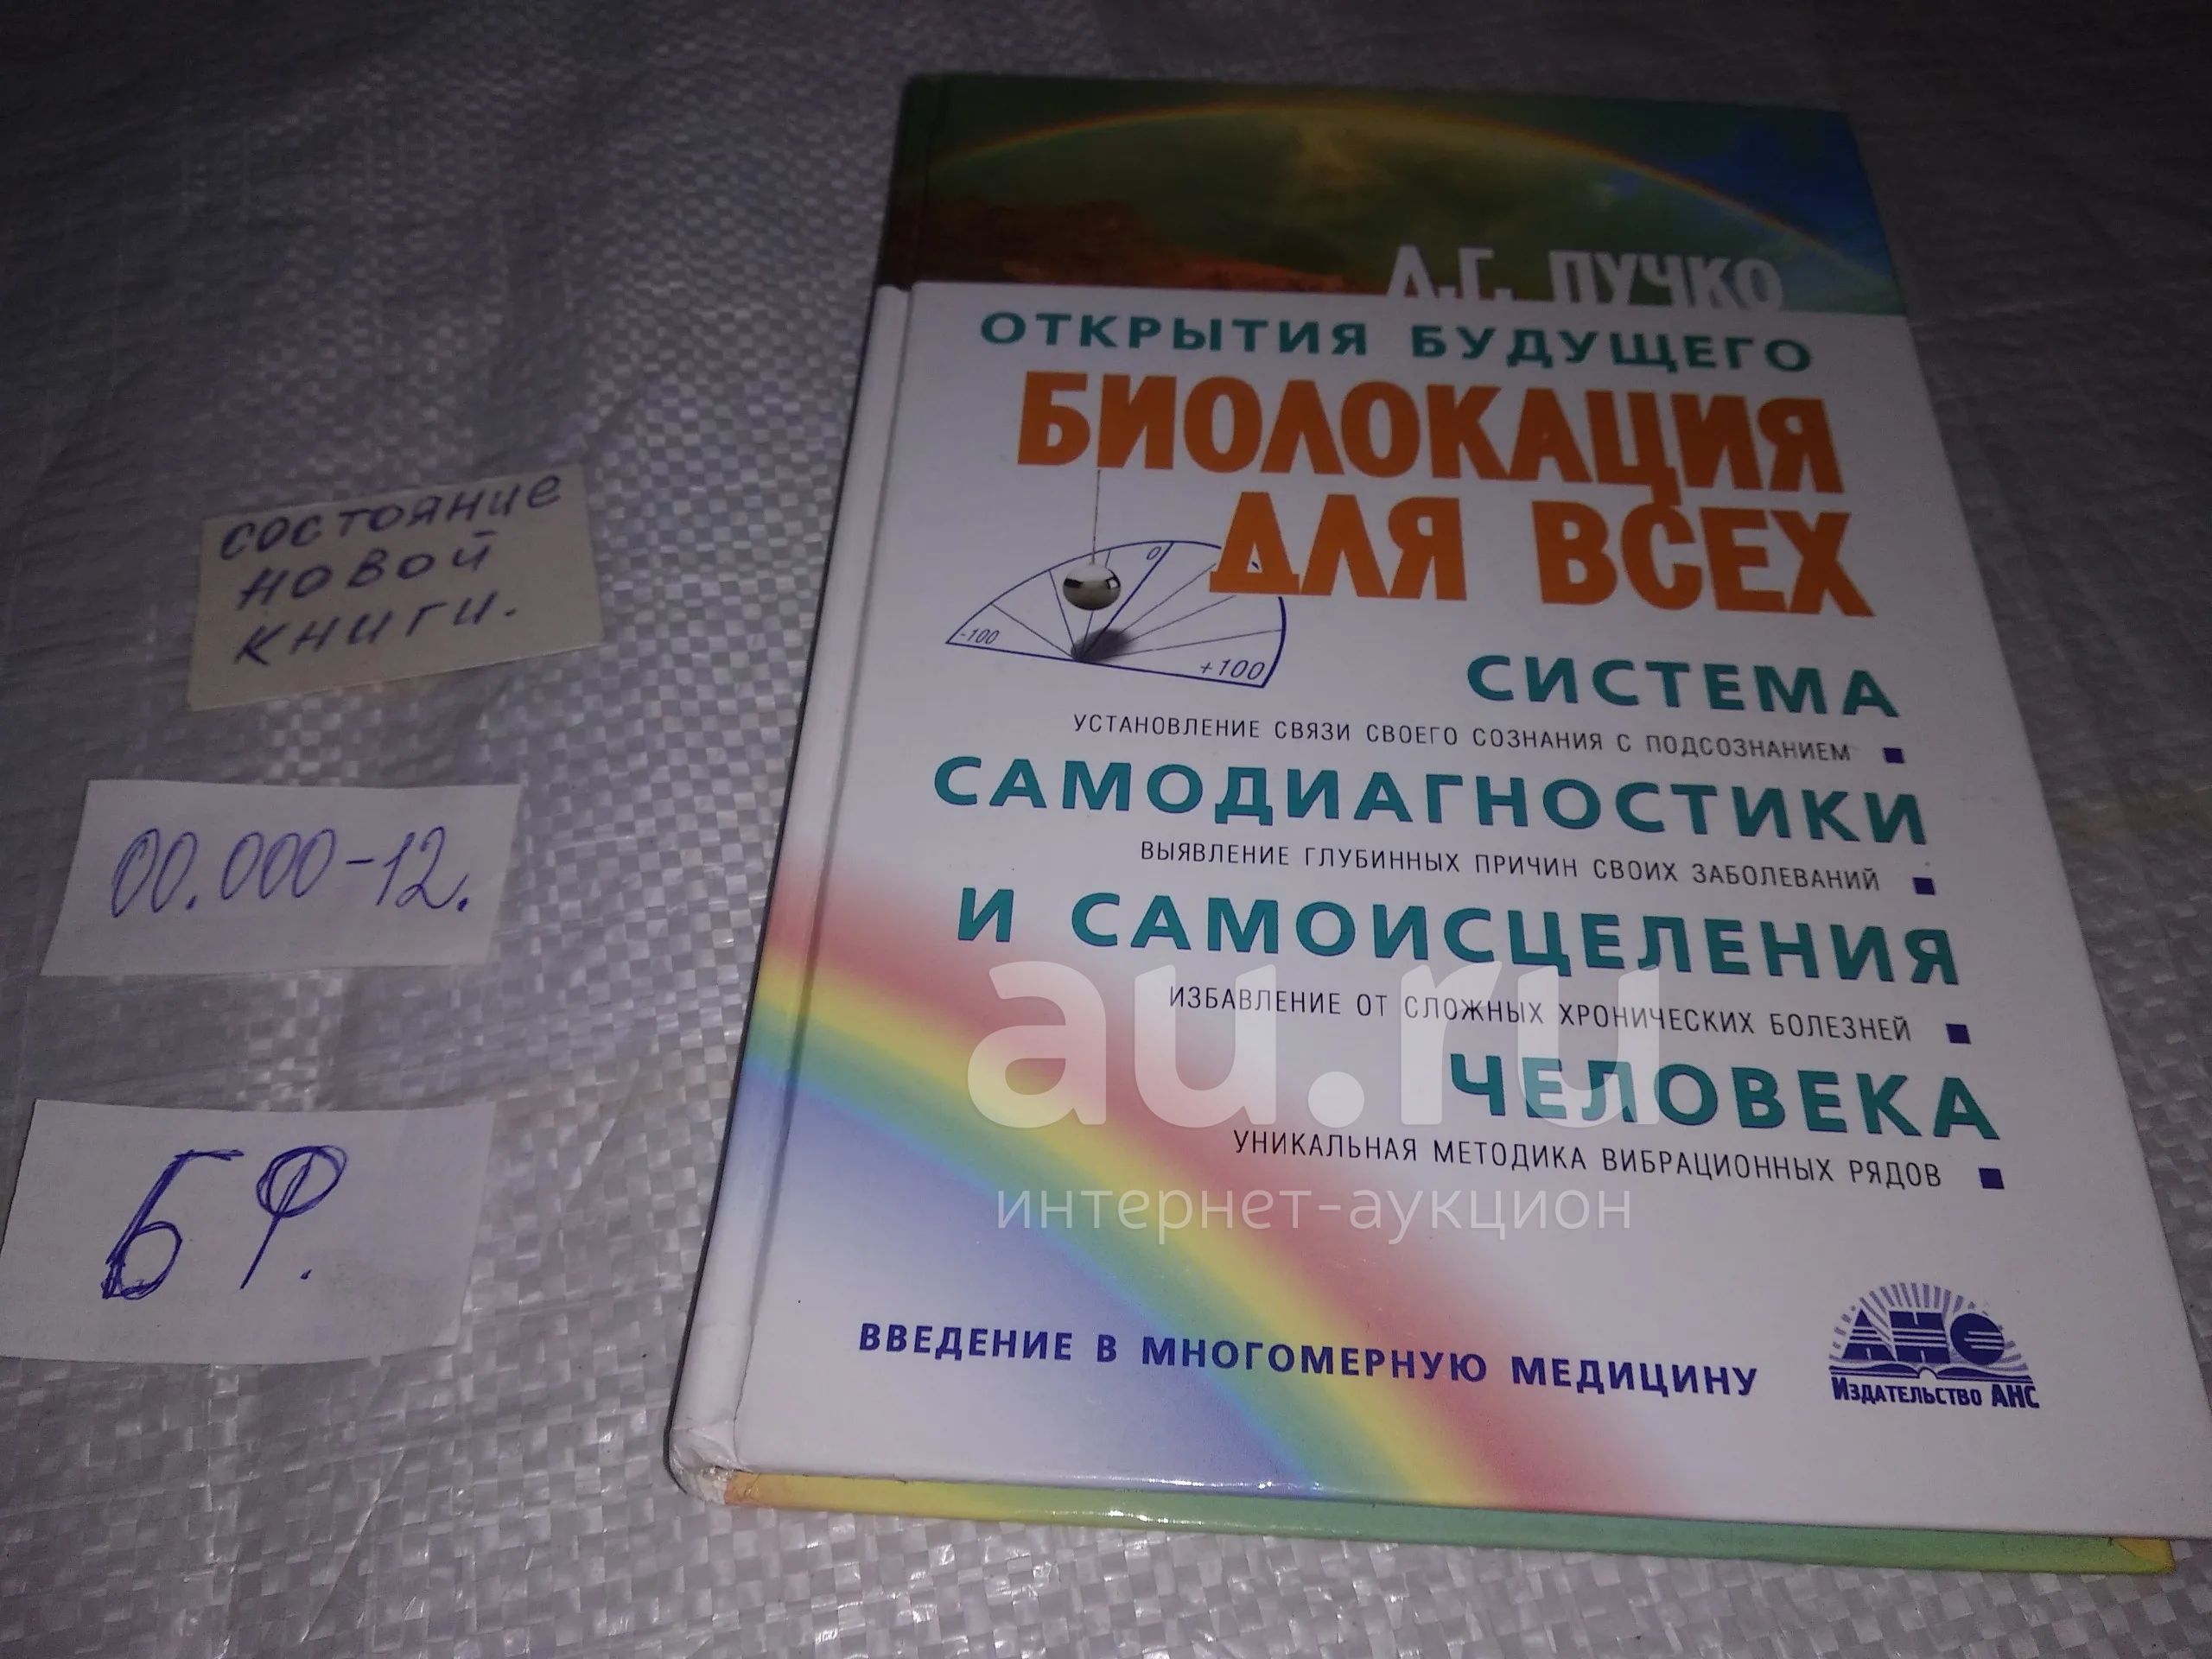 состояние
новой
книги.
00.000-12.
БФ.
Л.Г. ПУЧКО
ОТКРЫТИЯ БУДУЩЕГО
БИОЛОКАЦИЯ
ДЛЯ ВСЕХ
0
-100
+100
СИСТЕМА
УСТАНОВЛЕНИЕ СВЯЗИ СВОЕГО СОЗНАНИЯ С ПОДСОЗНАНИЕМ
САМОДИАГНОСТИКИ
ВЫЯВЛЕНИЕ ГЛУБИННЫХ ПРИЧИН СВОИХ ЗАБОЛЕВАНИЙ
И САМОИСЦЕЛЕНИЯ
ИЗБАВЛЕНИЕ ОТ СЛОЖНЫХ ХРОНИЧЕСКИХ БОЛЕЗНЕЙ
ЧЕЛОВЕКА
УНИКАЛЬНАЯ МЕТОДИКА ВИБРАЦИОННЫХ РЯДОВ
au.ru
интернет-аукцион
ВВЕДЕНИЕ В МНОГОМЕРНУЮ МЕДИЦИНУ
АНС
ИЗДАТЕЛЬСТВО АНС